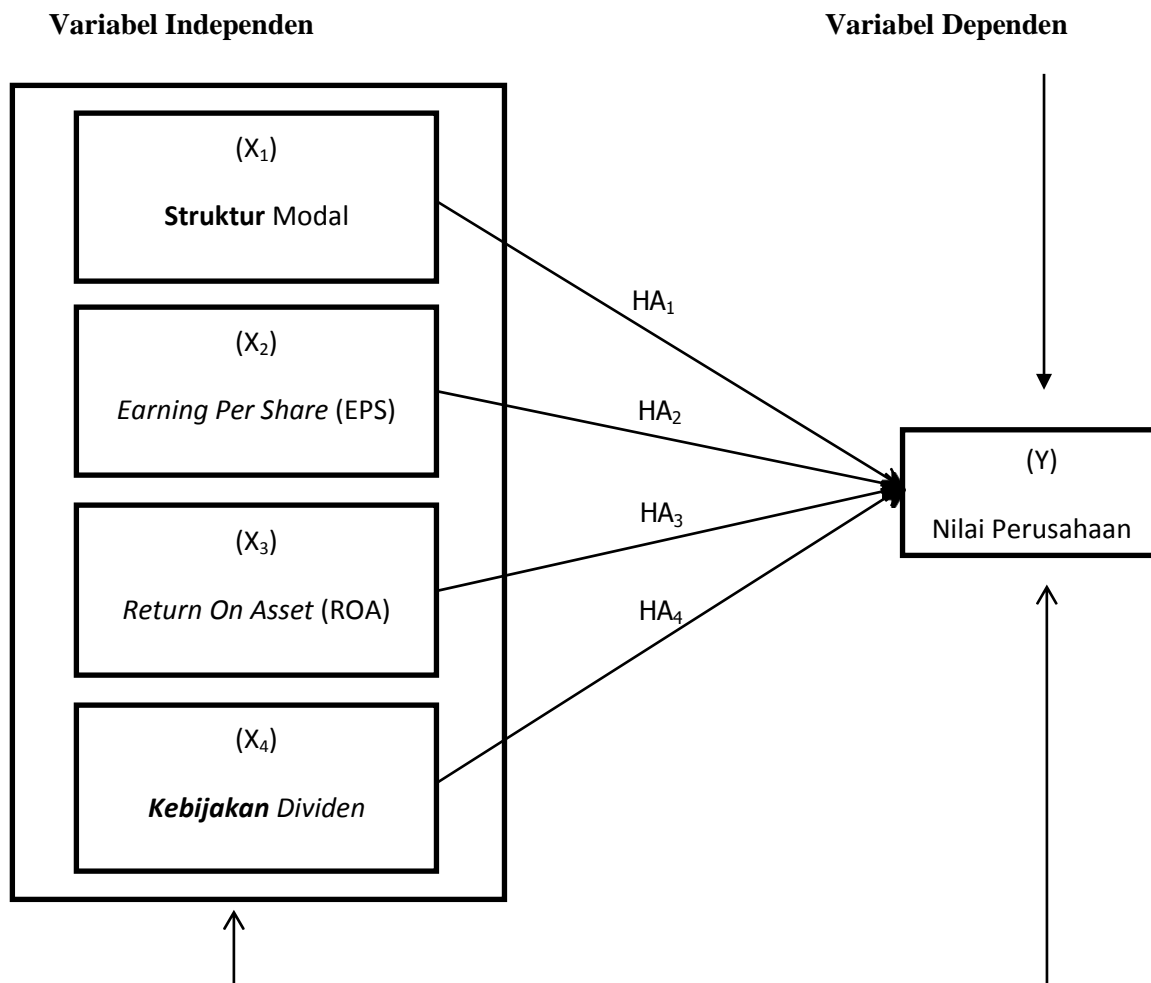 Variabel Independen
Variabel Dependen
(X₁)
Struktur Modal
(X₂)
Earning Per Share (EPS)
(X₃)
Return On Asset (ROA)
(X₄)
Kebijakan Dividen
HA₁
HA₂
HA₃
HA₄
(Y)
Nilai Perusahaan